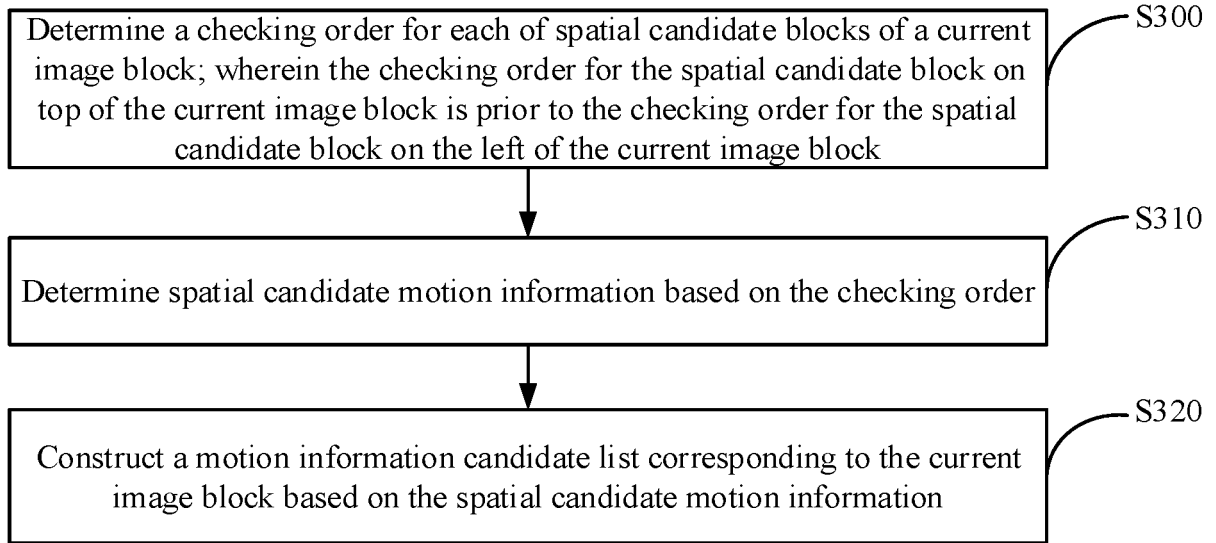 Determine a checking order for each of spatial candidate blocks of a current
image block; wherein the checking order for the spatial candidate block on
top of the current image block is prior to the checking order for the spatial
candidate block on the left of the current image block
S300
Determine spatial candidate motion information based on the checking order
S310
Construct a motion information candidate list corresponding to the current
image block based on the spatial candidate motion information
S320